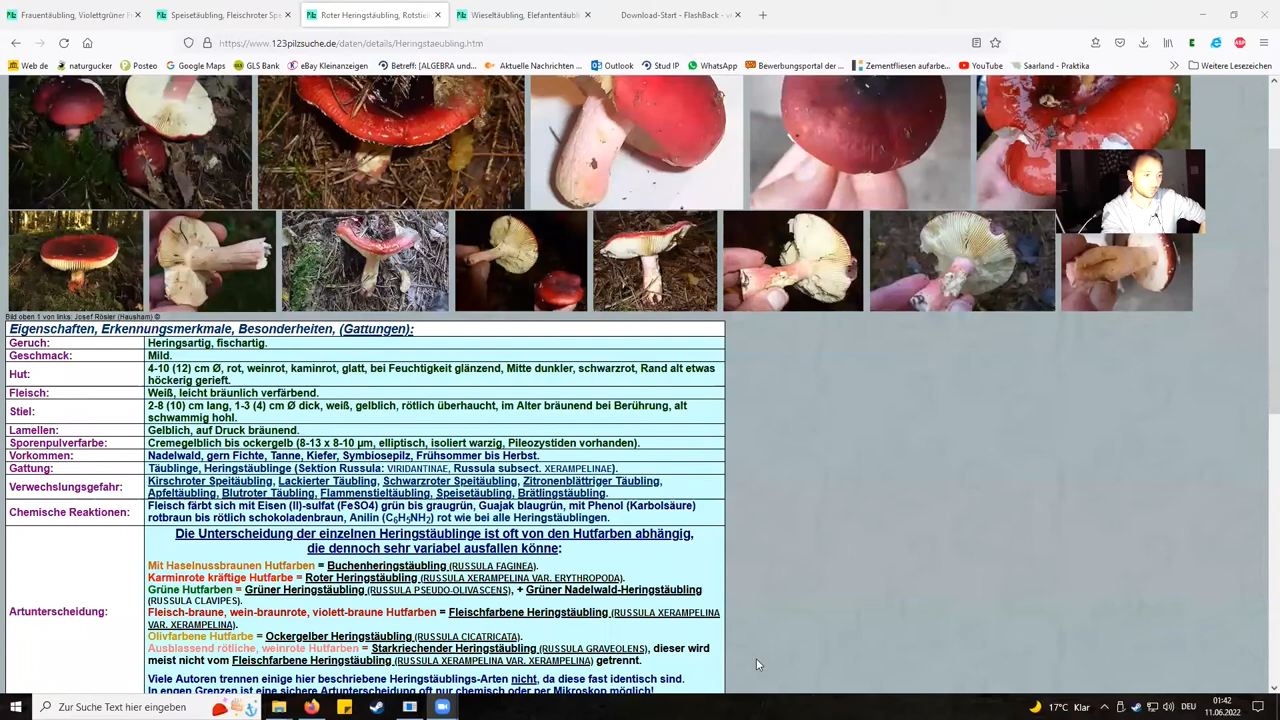 Frauentäubling, Violettgrüner F
Speisetäubling, Fleischroter Sp
Roter Heringstäubling, Rotstiel
Wieseltäubling, Elefantentäubl
Download-Start - FlashBack - v
https://www.123pilzsuche.de/daten/details/Heringstaeubling.htm
Web de
naturgucker
Posteo
Google Maps
GLS Bank
eBay Kleinanzeigen
Betreff: [ALGEBRA und...
Aktuelle Nachrichten ...
Outlook
Stud IP
WhatsApp
Bewerbungsportal der ...
Zementfliesen aufarbe...
YouTube
Saarland - Praktika
Weitere Lesezeichen
Bild oben 1 von links: Josef Rösler (Hausham) ©
Eigenschaften, Erkennungsmerkmale, Besonderheiten, (Gattungen):
Geruch: Heringsartig, fischartig.
Geschmack: Mild.
Hut: 4-10 (12) cm Ø, rot, weinrot, kaminrot, glatt, bei Feuchtigkeit glänzend, Mitte dunkler, schwarzrot, Rand alt etwas
höckerig gerieft.
Fleisch: Weiß, leicht bräunlich verfärbend.
Stiel: 2-8 (10) cm lang, 1-3 (4) cm Ø dick, weiß, gelblich, rötlich überhaucht, im Alter bräunend bei Berührung, alt
schwammig hohl.
Lamellen: Gelblich, auf Druck bräunend.
Sporenpulverfarbe: Cremegelblich bis ockergelb (8-13 x 8-10 µm, elliptisch, isoliert warzig, Pileozystiden vorhanden).
Vorkommen: Nadelwald, gern Fichte, Tanne, Kiefer, Symbiosepilz, Frühsommer bis Herbst.
Gattung: Täublinge, Heringstäublinge (Sektion Russula: VIRIDANTINAE, Russula subsect. XERAMPELINAE).
Verwechslungsgefahr: Kirschroter Speitäubling, Lackierter Täubling, Schwarzroter Speitäubling, Zitronenblättriger Täubling,
Apfeltäubling, Blutroter Täubling, Flammenstieltäubling, Speisetäubling, Brätlingstäubling.
Chemische Reaktionen: Fleisch färbt sich mit Eisen (II)-sulfat (FeSO4) grün bis graugrün, Guajak blaugrün, mit Phenol (Karbolsäure)
rotbraun bis rötlich schokoladenbraun, Anilin (C6H5NH2) rot wie bei alle Heringstäublingen.
Die Unterscheidung der einzelnen Heringstäublinge ist oft von den Hutfarben abhängig,
die dennoch sehr variabel ausfallen könne:
Mit Haselnussbraunen Hutfarben = Buchenheringstäubling (RUSSULA FAGINEA).
Karminrote kräftige Hutfarbe = Roter Heringstäubling (RUSSULA XERAMPELINA VAR. ERYTHROPODA).
Grüne Hutfarben = Grüner Heringstäubling (RUSSULA PSEUDO-OLIVASCENS), + Grüner Nadelwald-Heringstäubling
(RUSSULA CLAVIPES).
Artunterscheidung: Fleisch-braune, wein-braunrote, violett-braune Hutfarben = Fleischfarbene Heringstäubling (RUSSULA XERAMPELINA
VAR. XERAMPELINA).
Olivfarbene Hutfarbe = Ockergelber Heringstäubling (RUSSULA CICATRICATA).
Ausblassend rötliche, weinrote Hutfarben = Starkriechender Heringstäubling (RUSSULA GRAVEOLENS), dieser wird
meist nicht vom Fleischfarbene Heringstäubling (RUSSULA XERAMPELINA VAR. XERAMPELINA) getrennt.
Viele Autoren trennen einige hier beschriebene Heringstäublings-Arten nicht, da diese fast identisch sind.
In engen Grenzen ist eine sichere Artunterscheidung oft nur chemisch oder per Mikroskop möglich!
Zur Suche Text hier eingeben
17°C Klar
DEU
01:42
11.06.2022